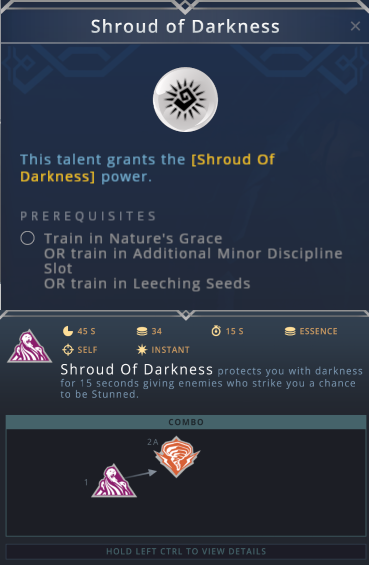 Shroud of Darkness
This talent grants the [Shroud Of
Darkness] power.
PREREQUISITES
Train in Nature's Grace
OR train in Additional Minor Discipline
Slot
OR train in Leeching Seeds
45 S 34 15 S ESSENCE
SELF INSTANT
Shroud Of Darkness protects you with darkness
for 15 seconds giving enemies who strike you a chance
to be Stunned.
COMBO
2A
1
HOLD LEFT CTRL TO VIEW DETAILS